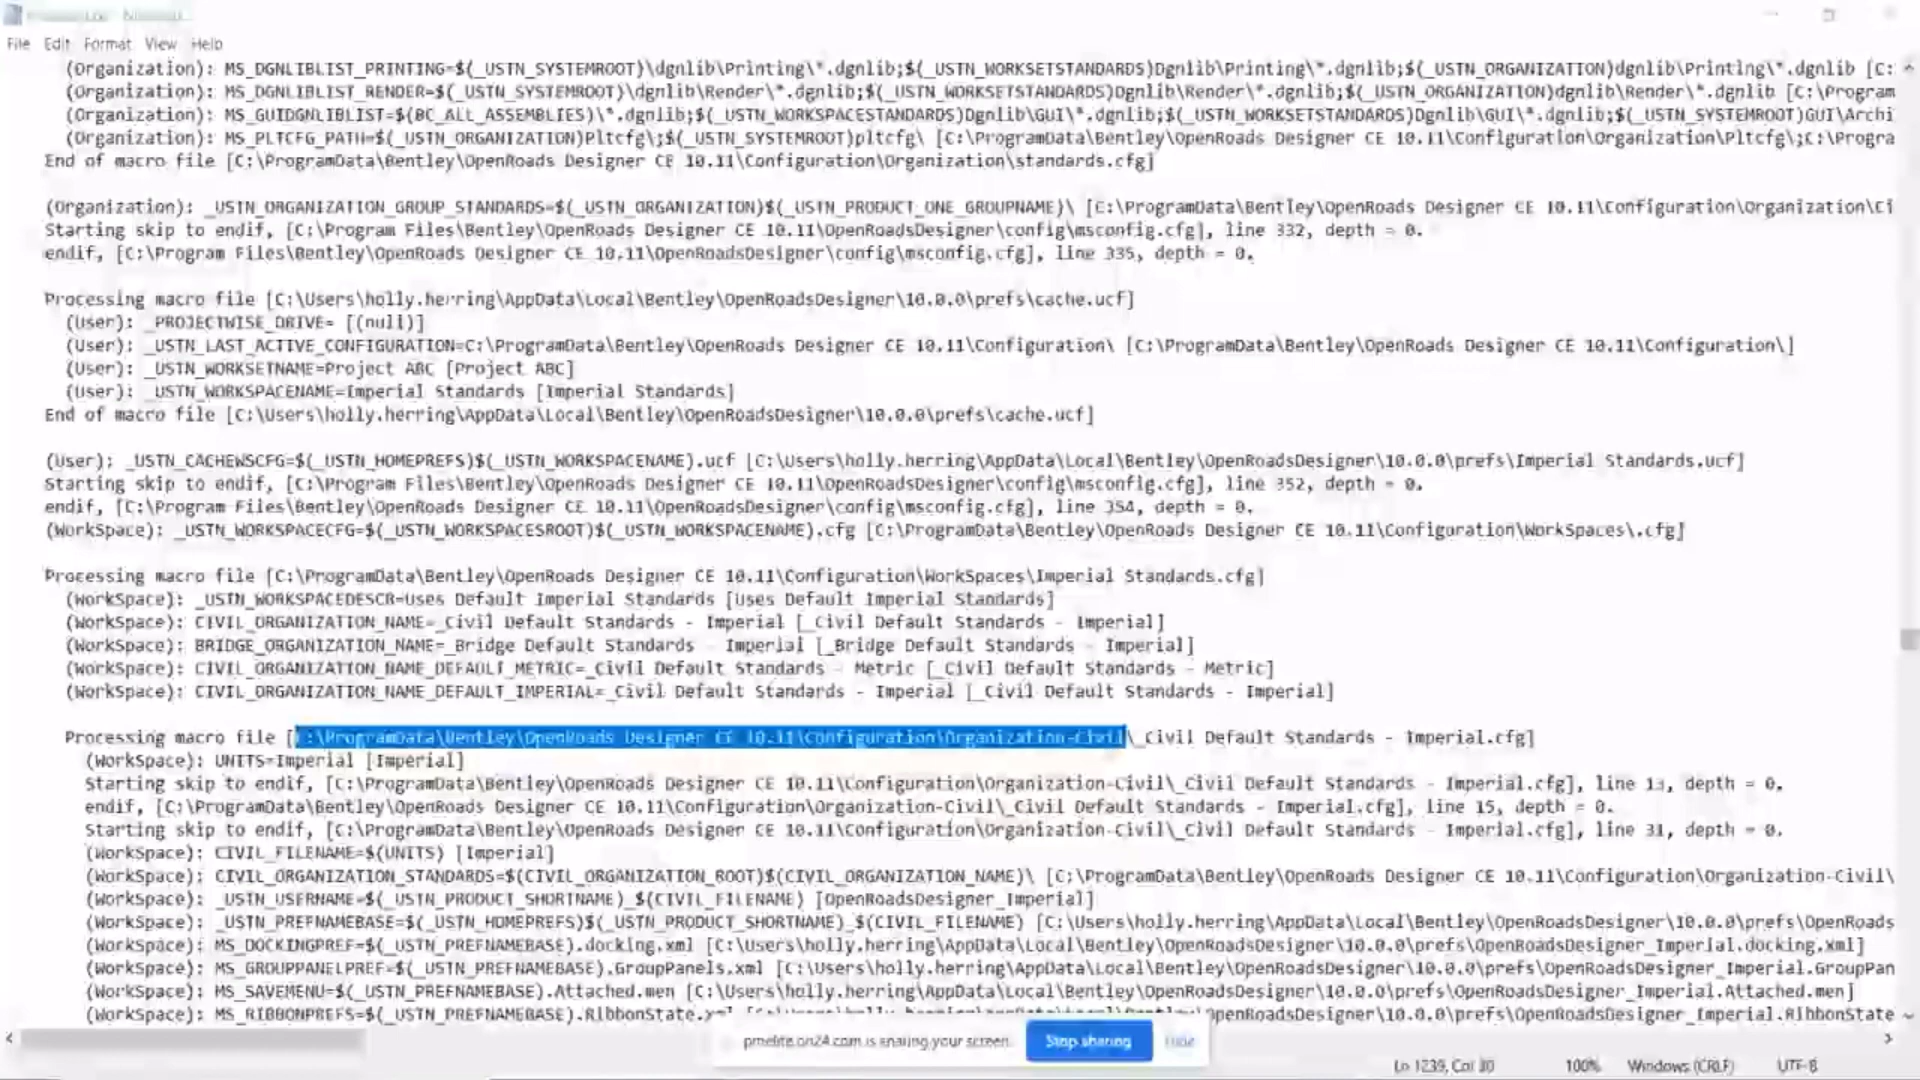 File Edit Format View Help
(Organization): MS_DGNLIBLIST_PRINTING=$(_USTN_SYSTEMROOT)\dgnlib\Printing\*.dgnlib;$(_USTN_WORKSETSTANDARDS)Dgnlib\Printing\*.dgnlib;$(_USTN_ORGANIZATION)dgnlib\Printing\*.dgnlib [C:
(Organization): MS_DGNLIBLIST_RENDER=$(_USTN_SYSTEMROOT)\dgnlib\Render\*.dgnlib;$(_USTN_WORKSETSTANDARDS)Dgnlib\Render\*.dgnlib;$(_USTN_ORGANIZATION)dgnlib\Render\*.dgnlib [C:\Program
(Organization): MS_GUIDGNLIBLIST=$(BC_ALL_ASSEMBLIES)\*.dgnlib;$(_USTN_WORKSPACESTANDARDS)Dgnlib\GUI\*.dgnlib;$(_USTN_WORKSETSTANDARDS)Dgnlib\GUI\*.dgnlib;$(_USTN_SYSTEMROOT)GUI\Archi
(Organization): MS_PLTCFG_PATH=$(_USTN_ORGANIZATION)Pltcfg\;$(_USTN_SYSTEMROOT)pltcfg\ [C:\ProgramData\Bentley\OpenRoads Designer CE 10.11\Configuration\Organization\Pltcfg\;C:\Progra
End of macro file [C:\ProgramData\Bentley\OpenRoads Designer CE 10.11\Configuration\Organization\standards.cfg]
(Organization): _USTN_ORGANIZATION_GROUP_STANDARDS=$(_USTN_ORGANIZATION)$(_USTN_PRODUCT_ONE_GROUPNAME)\ [C:\ProgramData\Bentley\OpenRoads Designer CE 10.11\Configuration\Organization\Ci
Starting skip to endif, [C:\Program Files\Bentley\OpenRoads Designer CE 10.11\OpenRoadsDesigner\config\msconfig.cfg], line 332, depth = 0.
endif, [C:\Program Files\Bentley\OpenRoads Designer CE 10.11\OpenRoadsDesigner\config\msconfig.cfg], line 335, depth = 0.
Processing macro file [C:\Users\holly.herring\AppData\Local\Bentley\OpenRoadsDesigner\10.0.0\prefs\cache.ucf]
(User): _PROJECTWISE_DRIVE= [(null)]
(User): _USTN_LAST_ACTIVE_CONFIGURATION=C:\ProgramData\Bentley\OpenRoads Designer CE 10.11\Configuration\ [C:\ProgramData\Bentley\OpenRoads Designer CE 10.11\Configuration\]
(User): _USTN_WORKSETNAME=Project ABC [Project ABC]
(User): _USTN_WORKSPACENAME=Imperial Standards [Imperial Standards]
End of macro file [C:\Users\holly.herring\AppData\Local\Bentley\OpenRoadsDesigner\10.0.0\prefs\cache.ucf]
(User): _USTN_CACHEWSCFG=$(_USTN_HOMEPREFS)$(_USTN_WORKSPACENAME).ucf [C:\Users\holly.herring\AppData\Local\Bentley\OpenRoadsDesigner\10.0.0\prefs\Imperial Standards.ucf]
Starting skip to endif, [C:\Program Files\Bentley\OpenRoads Designer CE 10.11\OpenRoadsDesigner\config\msconfig.cfg], line 352, depth = 0.
endif, [C:\Program Files\Bentley\OpenRoads Designer CE 10.11\OpenRoadsDesigner\config\msconfig.cfg], line 354, depth = 0.
(WorkSpace): _USTN_WORKSPACECFG=$(_USTN_WORKSPACESROOT)$(_USTN_WORKSPACENAME).cfg [C:\ProgramData\Bentley\OpenRoads Designer CE 10.11\Configuration\WorkSpaces\.cfg]
Processing macro file [C:\ProgramData\Bentley\OpenRoads Designer CE 10.11\Configuration\WorkSpaces\Imperial Standards.cfg]
(WorkSpace): _USTN_WORKSPACEDESCR=Uses Default Imperial Standards [Uses Default Imperial Standards]
(WorkSpace): CIVIL_ORGANIZATION_NAME=_Civil Default Standards - Imperial [_Civil Default Standards - Imperial]
(WorkSpace): BRIDGE_ORGANIZATION_NAME=_Bridge Default Standards - Imperial [_Bridge Default Standards - Imperial]
(WorkSpace): CIVIL_ORGANIZATION_NAME_DEFAULT_METRIC=_Civil Default Standards - Metric [_Civil Default Standards - Metric]
(WorkSpace): CIVIL_ORGANIZATION_NAME_DEFAULT_IMPERIAL=_Civil Default Standards - Imperial [_Civil Default Standards - Imperial]
Processing macro file [C:\ProgramData\Bentley\OpenRoads Designer CE 10.11\Configuration\Organization-Civil\_Civil Default Standards - Imperial.cfg]
(WorkSpace): UNITS=Imperial [Imperial]
Starting skip to endif, [C:\ProgramData\Bentley\OpenRoads Designer CE 10.11\Configuration\Organization-Civil\_Civil Default Standards - Imperial.cfg], line 13, depth = 0.
endif, [C:\ProgramData\Bentley\OpenRoads Designer CE 10.11\Configuration\Organization-Civil\_Civil Default Standards - Imperial.cfg], line 15, depth = 0.
Starting skip to endif, [C:\ProgramData\Bentley\OpenRoads Designer CE 10.11\Configuration\Organization-Civil\_Civil Default Standards - Imperial.cfg], line 31, depth = 0.
(WorkSpace): CIVIL_FILENAME=$(UNITS) [Imperial]
(WorkSpace): CIVIL_ORGANIZATION_STANDARDS=$(CIVIL_ORGANIZATION_ROOT)$(CIVIL_ORGANIZATION_NAME)\ [C:\ProgramData\Bentley\OpenRoads Designer CE 10.11\Configuration\Organization-Civil\
(WorkSpace): _USTN_USERNAME=$(_USTN_PRODUCT_SHORTNAME)_$(CIVIL_FILENAME) [OpenRoadsDesigner_Imperial]
(WorkSpace): _USTN_PREFNAMEBASE=$(_USTN_HOMEPREFS)$(_USTN_PRODUCT_SHORTNAME)_$(CIVIL_FILENAME) [C:\Users\holly.herring\AppData\Local\Bentley\OpenRoadsDesigner\10.0.0\prefs\OpenRoads
(WorkSpace): MS_DOCKINGPREF=$(_USTN_PREFNAMEBASE).docking.xml [C:\Users\holly.herring\AppData\Local\Bentley\OpenRoadsDesigner\10.0.0\prefs\OpenRoadsDesigner_Imperial.docking.xml]
(WorkSpace): MS_GROUPPANELPREF=$(_USTN_PREFNAMEBASE).GroupPanels.xml [C:\Users\holly.herring\AppData\Local\Bentley\OpenRoadsDesigner\10.0.0\prefs\OpenRoadsDesigner_Imperial.GroupPan
(WorkSpace): MS_SAVEMENU=$(_USTN_PREFNAMEBASE).Attached.men [C:\Users\holly.herring\AppData\Local\Bentley\OpenRoadsDesigner\10.0.0\prefs\OpenRoadsDesigner_Imperial.Attached.men]
(WorkSpace): MS_RIBBONPREFS=$(_USTN_PREFNAMEBASE).RibbonState. OpenRoadsDesigner\10.0.0\prefs\OpenRoadsDesigner_Imperial.RibbonState
pmelite.on24.com is sharing your screen. Stop sharing Hide
Ln 1239, Col 30 100% Windows (CRLF) UTF-8